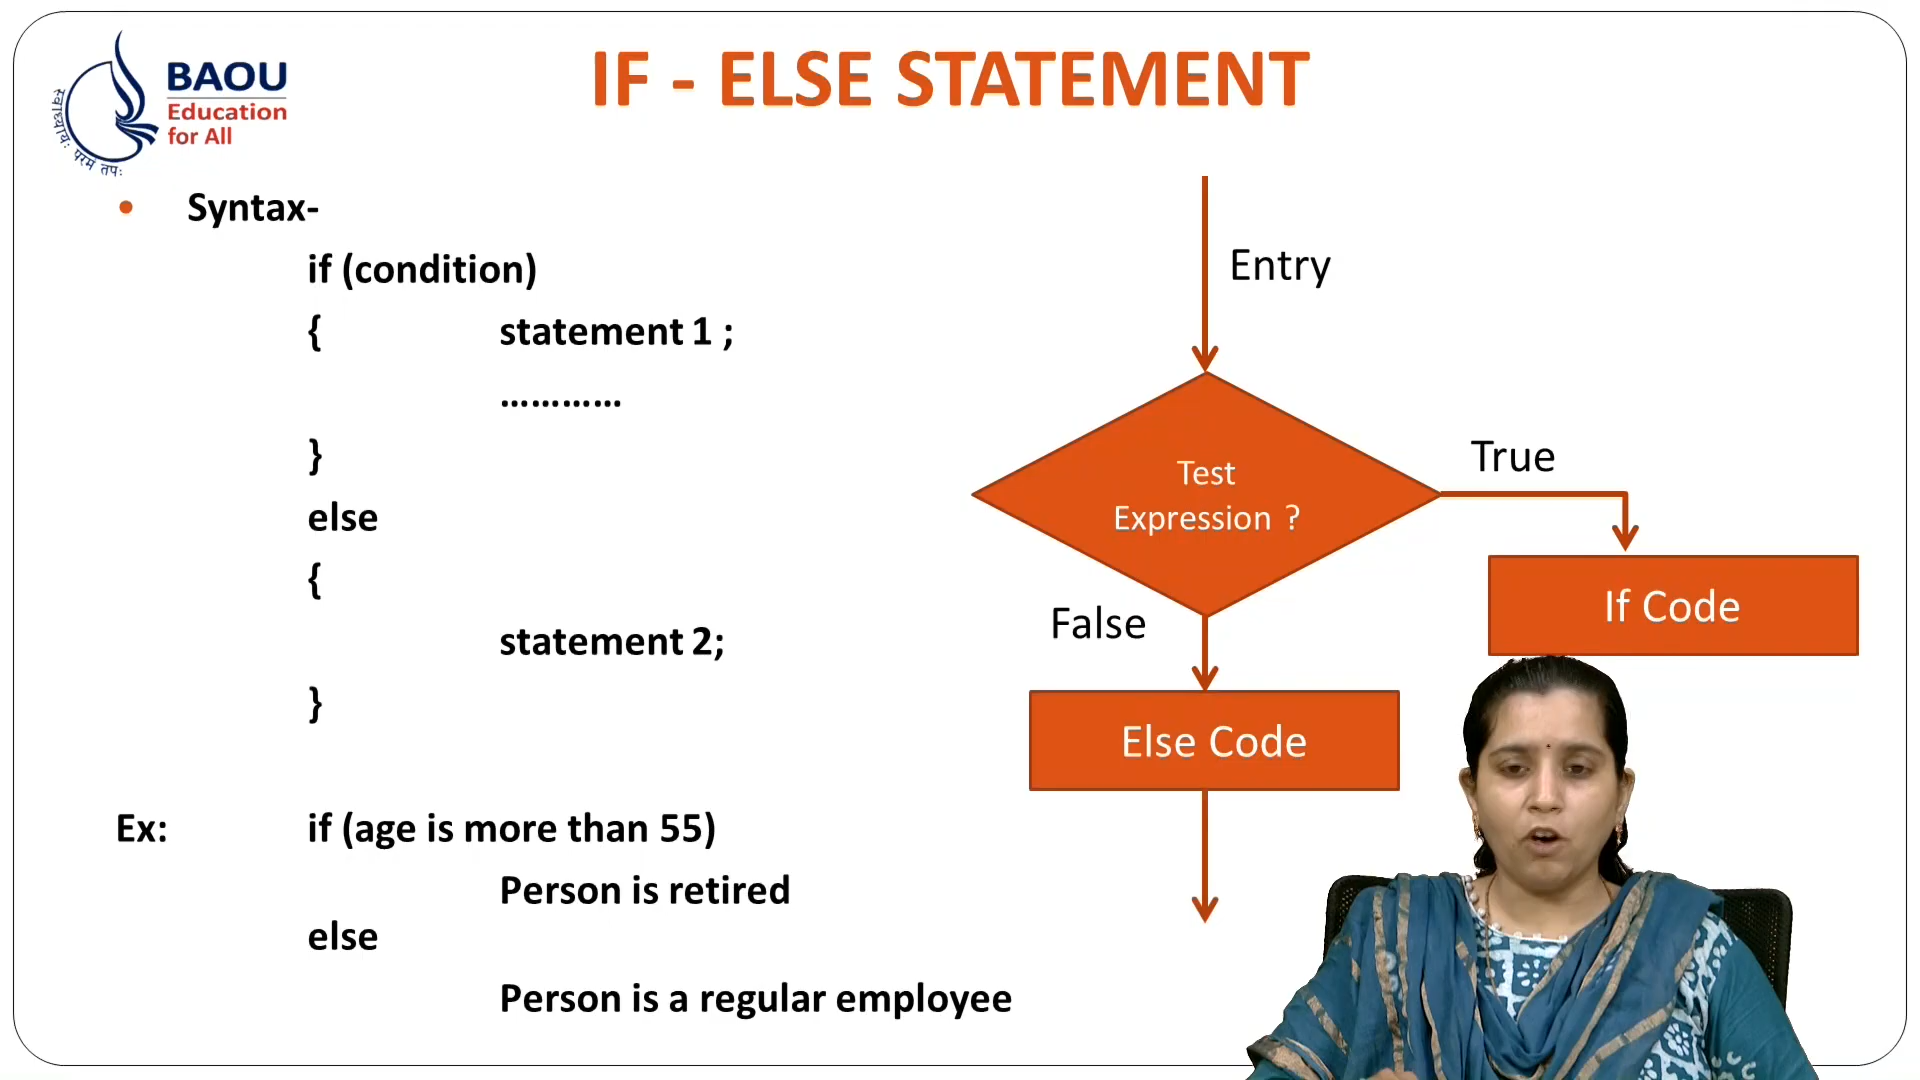 BAOU
Education
for All
स्वाध्यायः परमं तपः
IF - ELSE STATEMENT
• Syntax-
if (condition)
{ statement 1 ;
............
}
else
{
statement 2;
}
Ex: if (age is more than 55)
Person is retired
else
Person is a regular employee
Entry
Test
Expression ?
True
If Code
False
Else Code